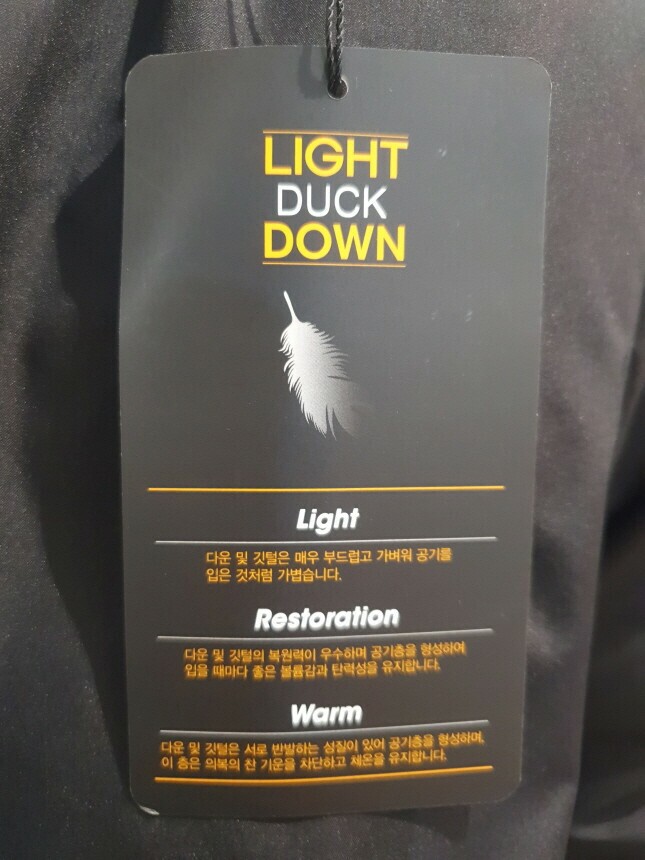 LIGHT
DUCK
DOWN
Light
다운 및 깃털은 매우 부드럽고 가벼워 공기를
입은 것처럼 가볍습니다.
Restoration
다운 및 깃털의 복원력이 우수하며 공기층을 형성하여
입을 때마다 좋은 볼륨감과 탄력성을 유지합니다.
Warm
다운 및 깃털은 서로 반발하는 성질이 있어 공기층을 형성하며,
이 층은 의복의 찬 기운을 차단하고 체온을 유지합니다.